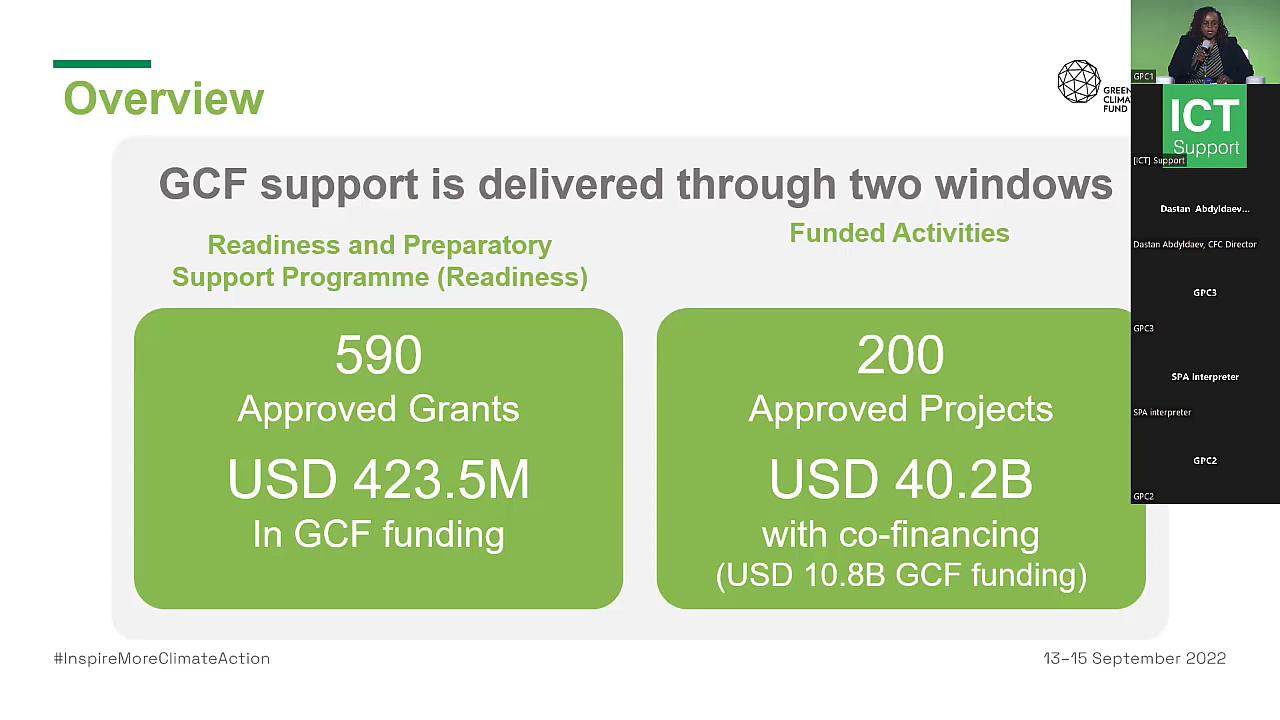 Overview
GREEN
CLIMA
FUND
GCF support is delivered through two windows
Readiness and Preparatory
Support Programme (Readiness)
590
Approved Grants
USD 423.5M
In GCF funding
Funded Activities
200
Approved Projects
USD 40.2B
with co-financing
(USD 10.8B GCF funding)
#InspireMoreClimateAction
13–15 September 2022
GPC1
ICT
Support
[ICT] Support
Dastan Abdyldaev...
Dastan Abdyldaev, CFC Director
GPC3
GPC3
SPA Interpreter
SPA interpreter
GPC2
GPC2